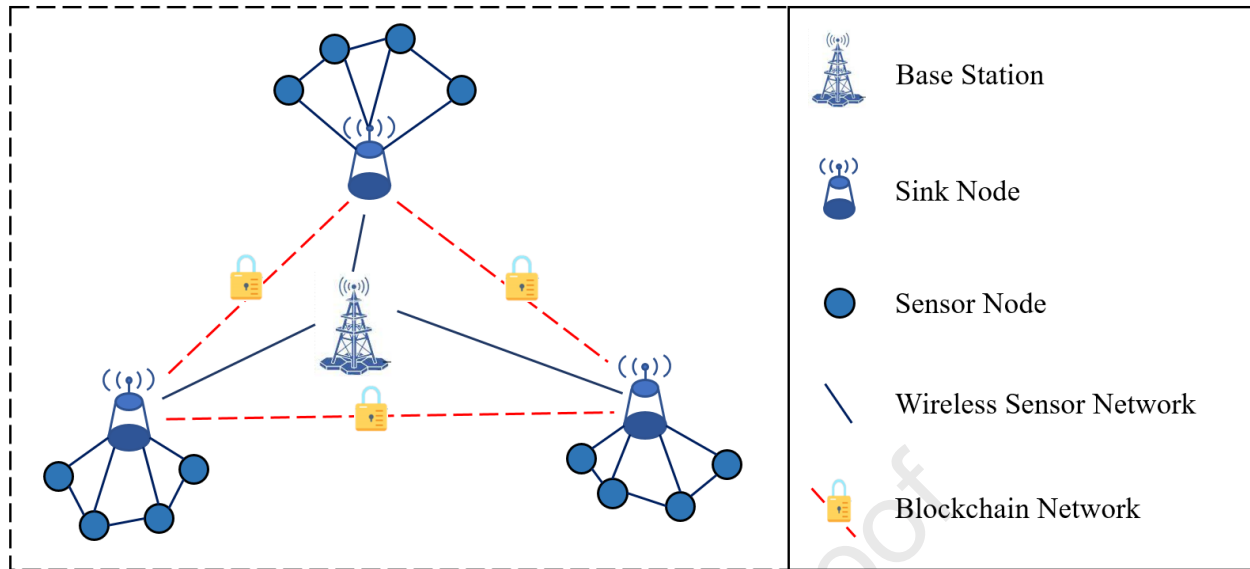 Base Station
Sink Node
Sensor Node
Wireless Sensor Network
Blockchain Network